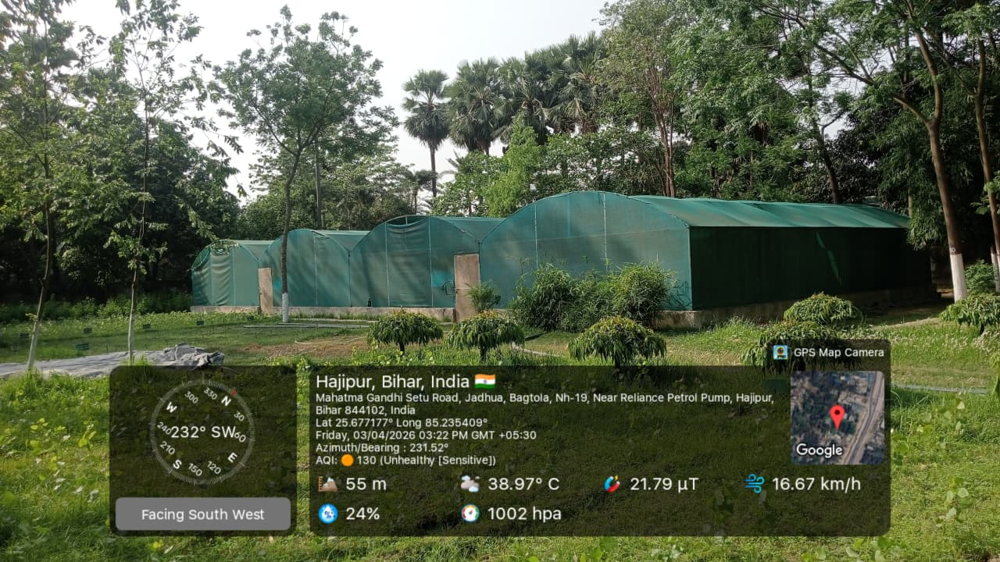 GPS Map Camera
Hajipur, Bihar, India 🇮🇳
Mahatma Gandhi Setu Road, Jadhua, Bagtola, Nh-19, Near Reliance Petrol Pump, Hajipur,
Bihar 844102, India
Lat 25.677177° Long 85.235409°
Friday, 03/04/2026 03:22 PM GMT +05:30
Azimuth/Bearing : 231.52°
AQI: 🟠 130 (Unhealthy [Sensitive])
55 m 38.97° C 21.79 µT 16.67 km/h
24% 1002 hpa
Google
N 30 60 E 120 150 S 210 240 W 300 330
232° SW
Facing South West